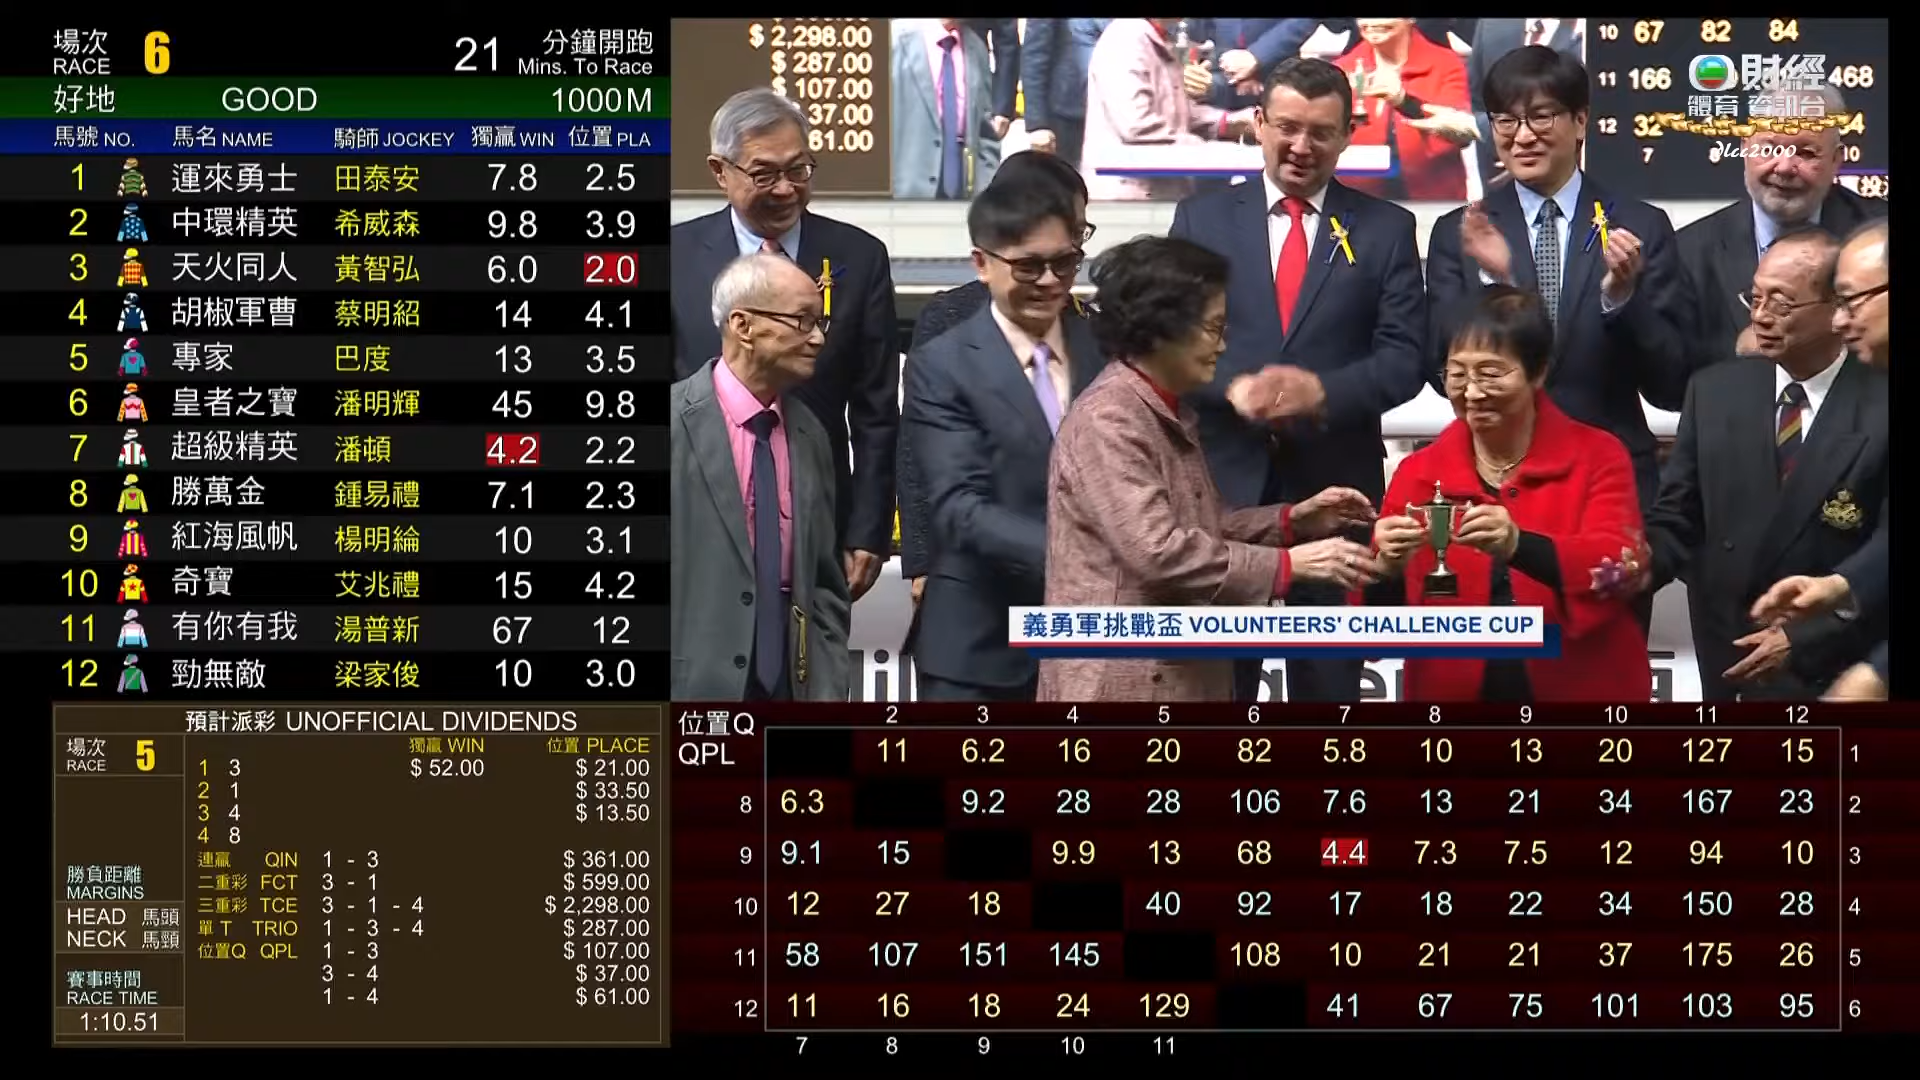 場次 RACE 6 21 分鐘開跑 Mins. To Race
好地 GOOD 1000M
馬號 NO. 馬名 NAME 騎師 JOCKEY 獨贏 WIN 位置 PLA
1 運來勇士 田泰安 7.8 2.5
2 中環精英 希威森 9.8 3.9
3 天火同人 黃智弘 6.0 2.0
4 胡椒軍曹 蔡明紹 14 4.1
5 專家 巴度 13 3.5
6 皇者之寶 潘明輝 45 9.8
7 超級精英 潘頓 4.2 2.2
8 勝萬金 鍾易禮 7.1 2.3
9 紅海風帆 楊明綸 10 3.1
10 奇寶 艾兆禮 15 4.2
11 有你有我 湯普新 67 12
12 勁無敵 梁家俊 10 3.0
$ 2,298.00
$ 287.00
$ 107.00
37.00
61.00
10 67 82 84
11 166 468
12 32
7 10
財經
體育 資訊台
dlcc2000
義勇軍挑戰盃 VOLUNTEERS' CHALLENGE CUP
預計派彩 UNOFFICIAL DIVIDENDS
場次 RACE 5
獨贏 WIN 位置 PLACE
1 3 $ 52.00 $ 21.00
2 1 $ 33.50
3 4 $ 13.50
4 8
連贏 QIN 1 - 3 $ 361.00
二重彩 FCT 3 - 1 $ 599.00
三重彩 TCE 3 - 1 - 4 $ 2,298.00
單T TRIO 1 - 3 - 4 $ 287.00
位置Q QPL 1 - 3 $ 107.00
3 - 4 $ 37.00
1 - 4 $ 61.00
勝負距離
MARGINS
HEAD 馬頭
NECK 馬頸
賽事時間
RACE TIME
1:10.51
位置Q
QPL
2 3 4 5 6 7 8 9 10 11 12
11 6.2 16 20 82 5.8 10 13 20 127 15 1
8 6.3 9.2 28 28 106 7.6 13 21 34 167 23 2
9 9.1 15 9.9 13 68 4.4 7.3 7.5 12 94 10 3
10 12 27 18 40 92 17 18 22 34 150 28 4
11 58 107 151 145 108 10 21 21 37 175 26 5
12 11 16 18 24 129 41 67 75 101 103 95 6
7 8 9 10 11